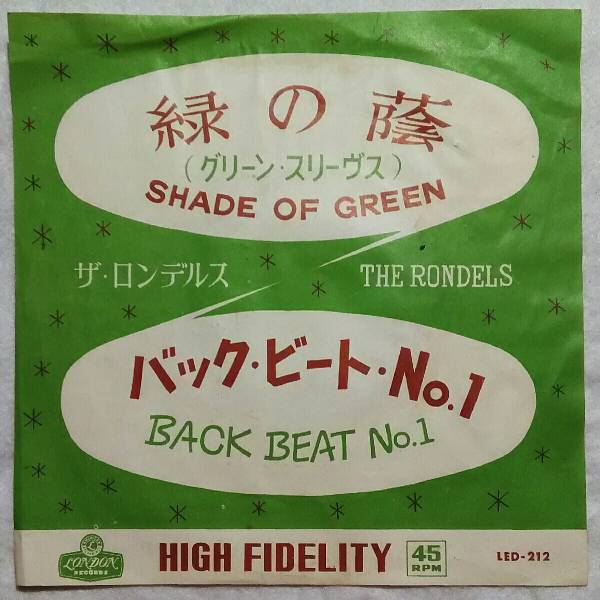 緑の蔭
(グリーン・スリーヴス)
SHADE OF GREEN
ザ・ロンデルス THE RONDELS
バック・ビート・No.1
BACK BEAT No.1
LONDON
RECORDS
HIGH FIDELITY
45
RPM
LED-212